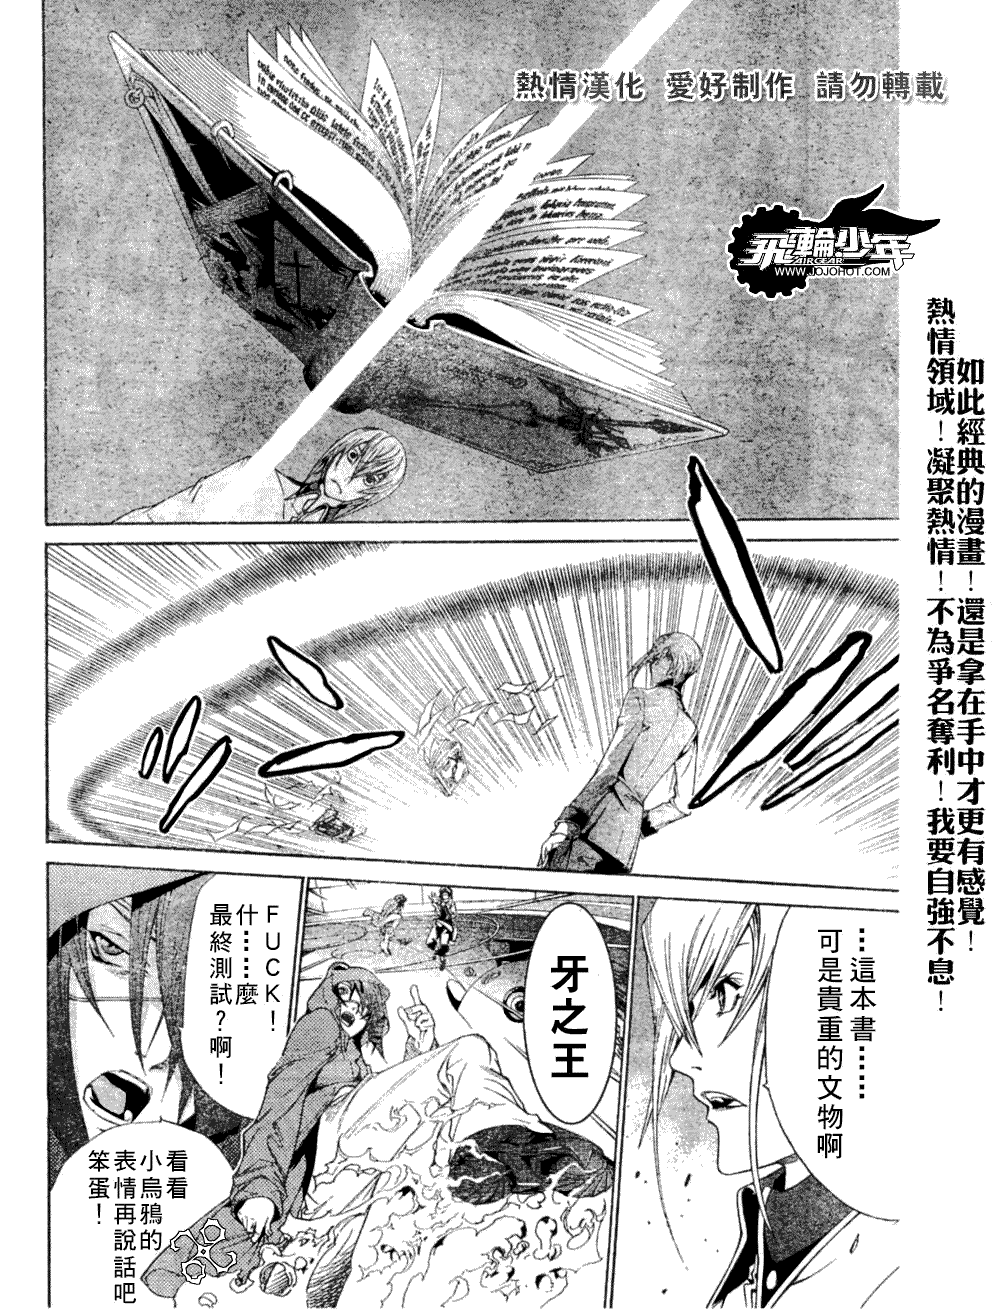 熱情漢化 愛好制作 請勿轉載
飛輪少年
AIRGEAR
WWW.JOJOHOT.COM
如此經典的漫畫！還是拿在手中才更有感覺！
熱情領域！凝聚熱情！不為爭名奪利！我要自強不息！
…這本書……
可是貴重的文物啊
牙之王
FUCK！
什……麼
最終測試？啊！
看看
小烏鴉的
表情再說話吧
笨蛋！